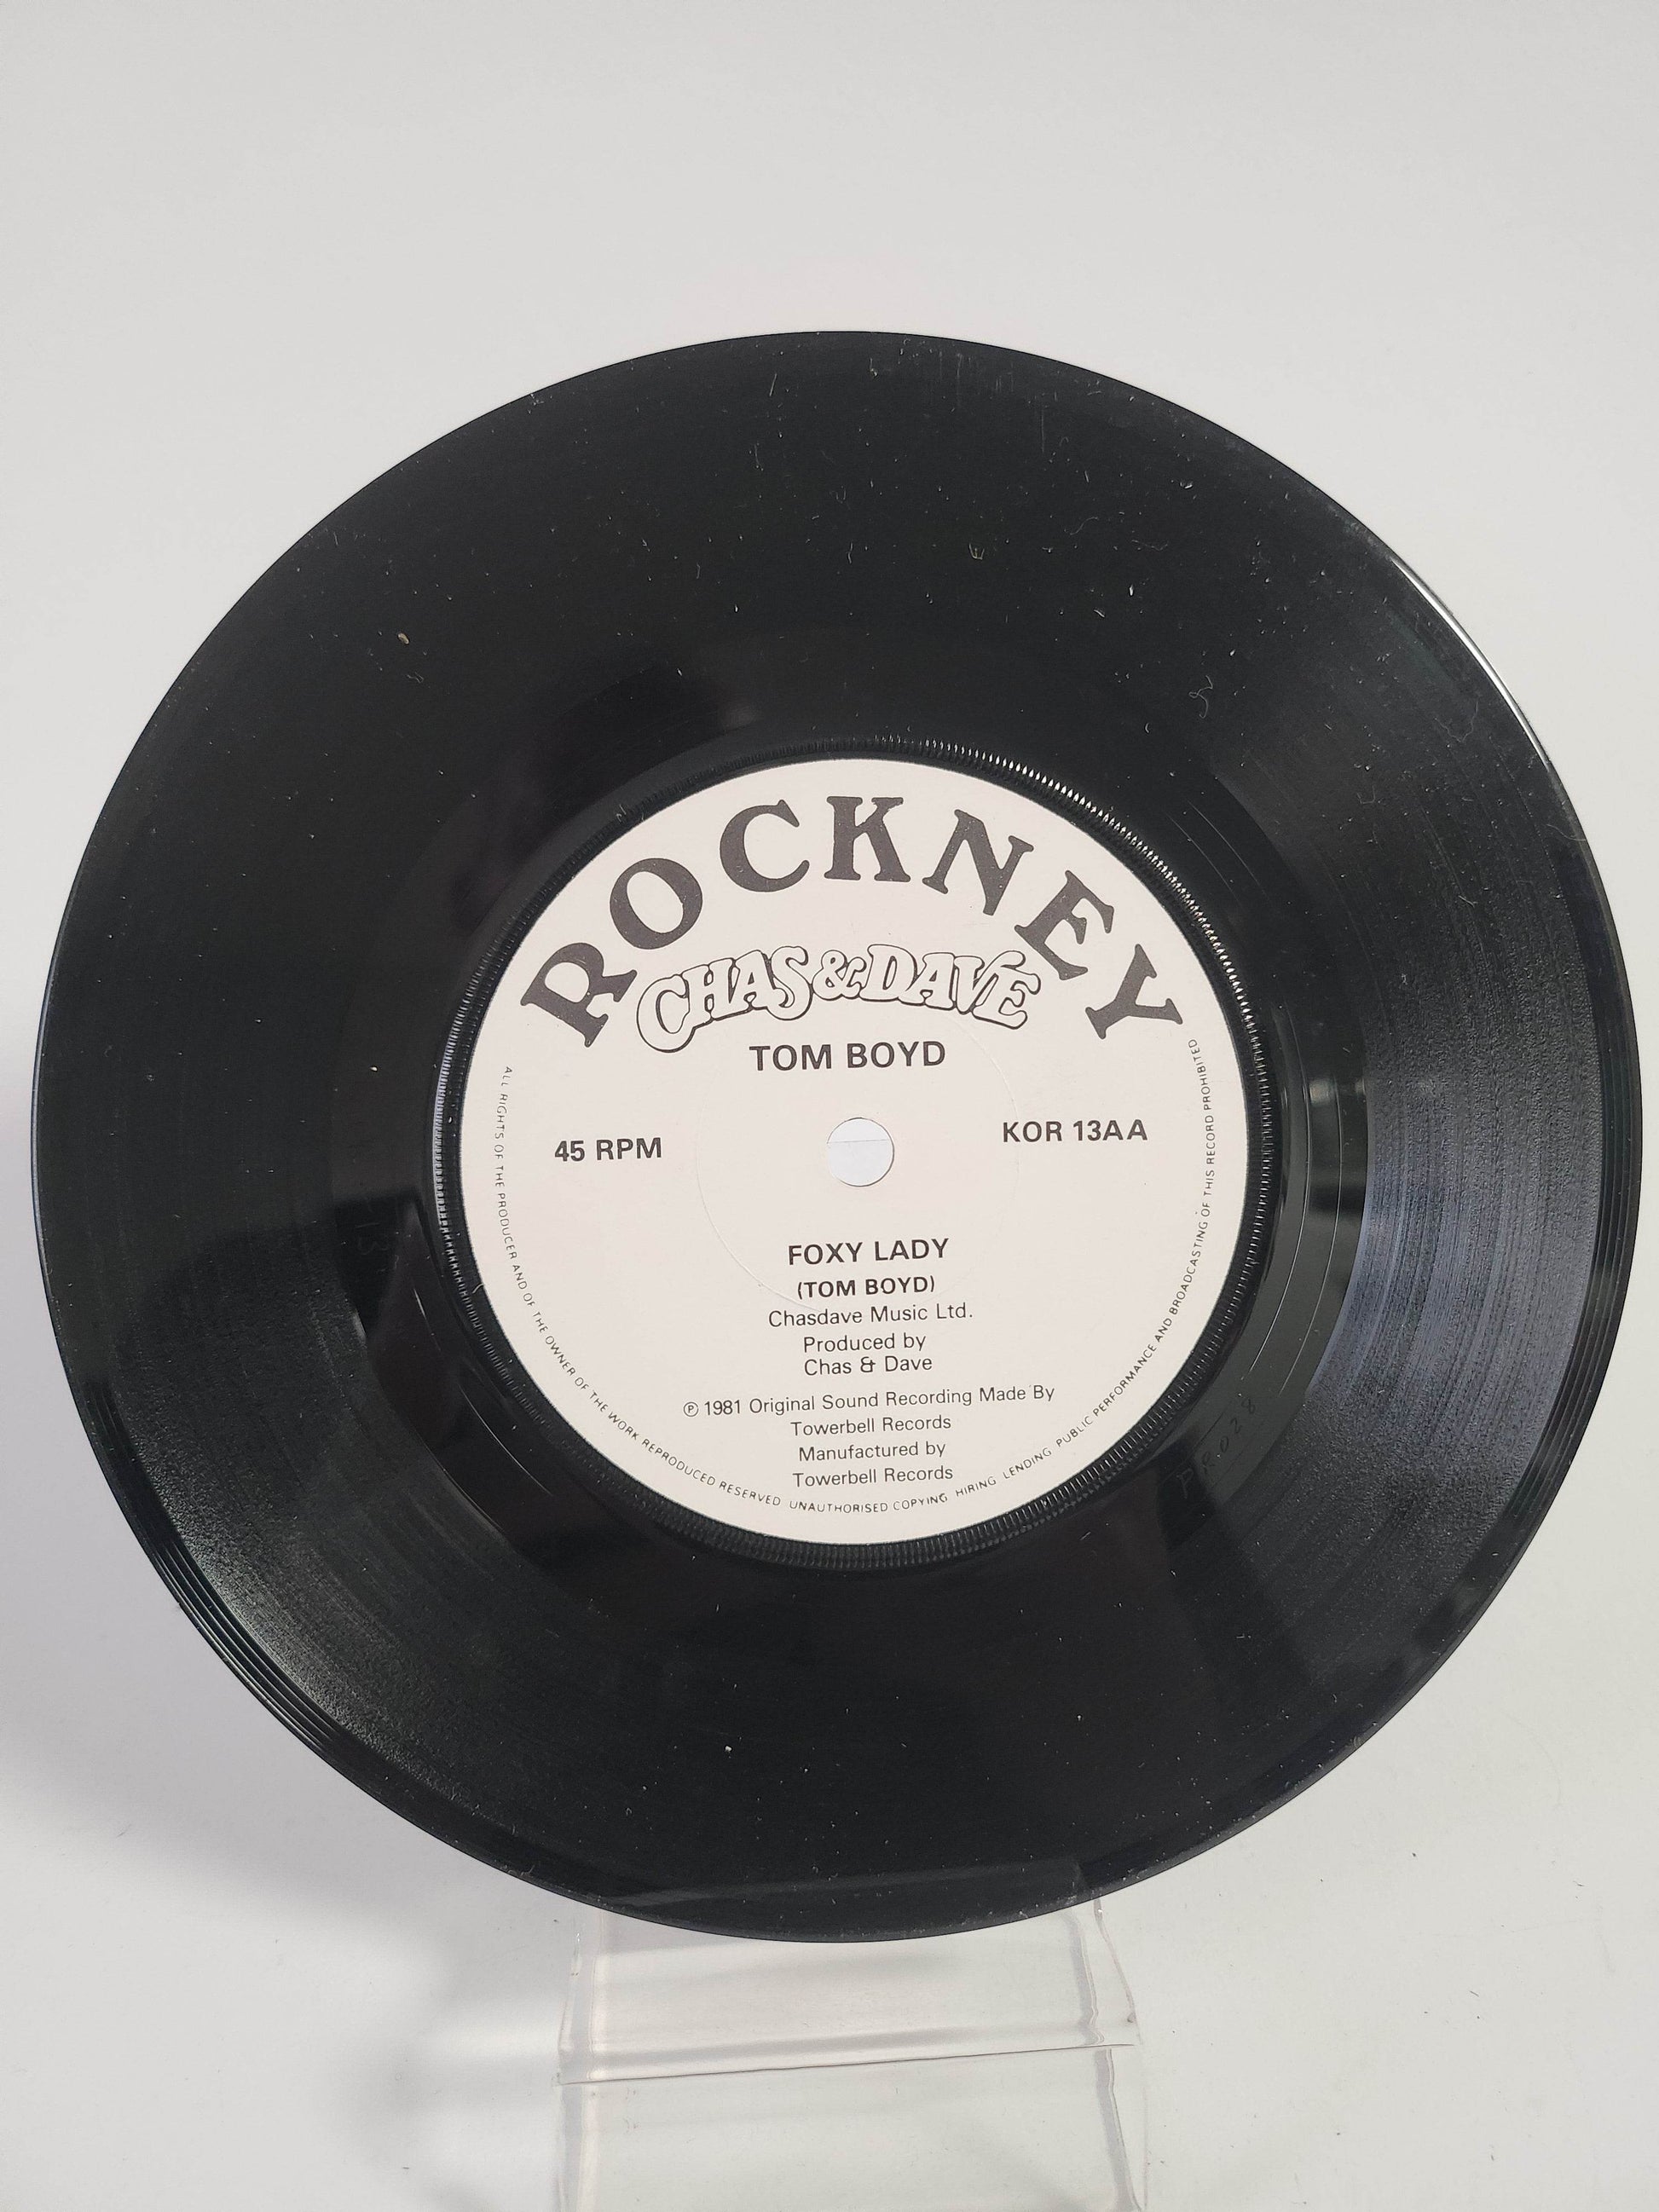 ROCKNEY
CHAS & DAVE
TOM BOYD
45 RPM
KOR 13AA
FOXY LADY
(TOM BOYD)
Chasdave Music Ltd.
Produced by
Chas & Dave
℗ 1981 Original Sound Recording Made By
Towerbell Records
Manufactured by
Towerbell Records
ALL RIGHTS OF THE PRODUCER AND OF THE OWNER OF THE WORK REPRODUCED RESERVED UNAUTHORISED COPYING HIRING LENDING PUBLIC PERFORMANCE AND BROADCASTING OF THIS RECORD PROHIBITED